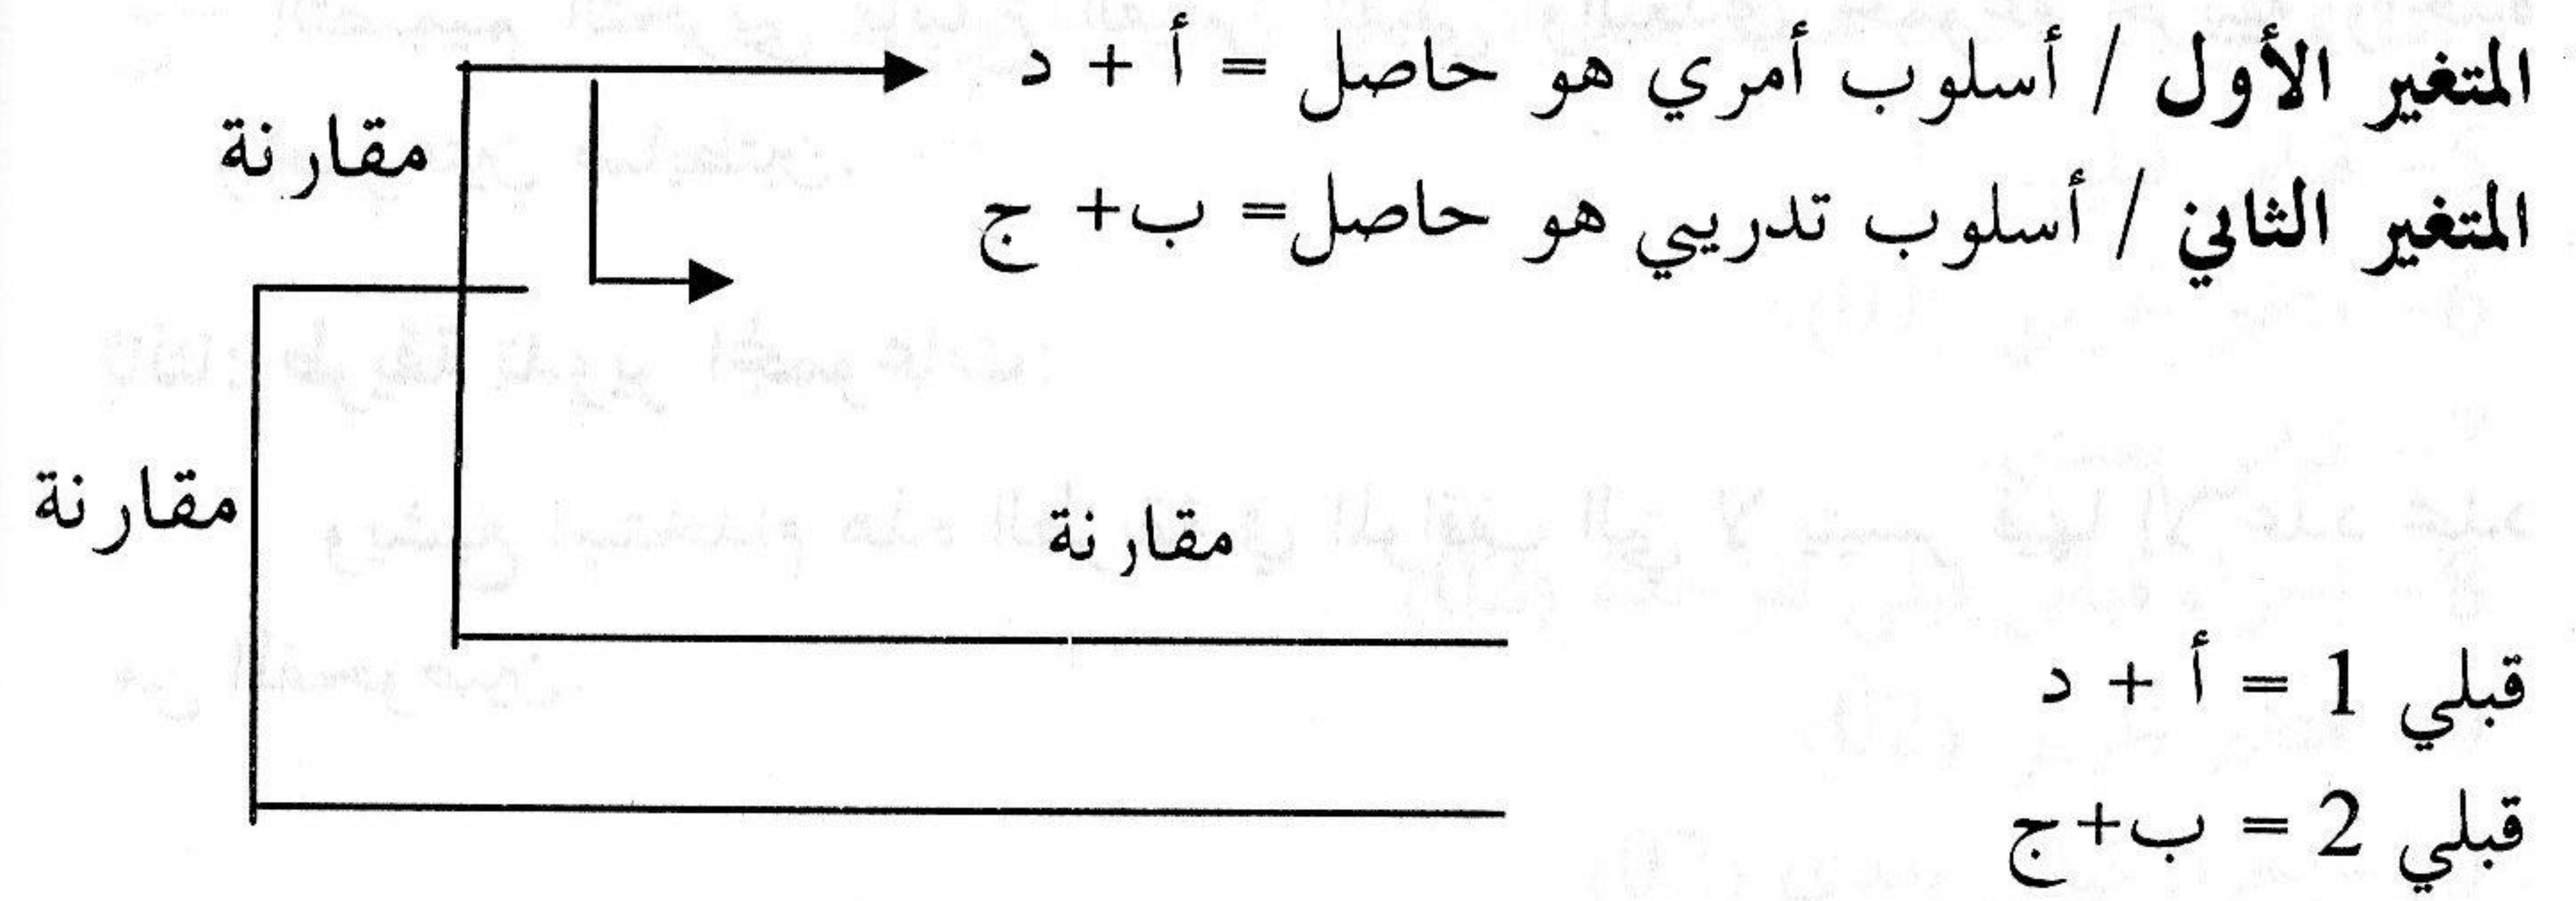 المتغير الأول / أسلوب أمري هو حاصل = أ + د
مقارنة
المتغير الثاني / أسلوب تدريبي هو حاصل= ب+ ج
مقارنة
مقارنة
قبلي 1 = أ + د
قبلي 2 = ب+ج